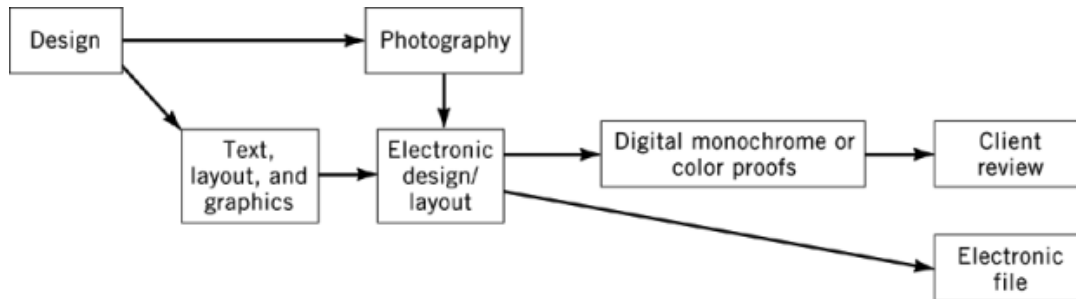 Design
Photography
Text,
layout, and
graphics
Electronic
design/
layout
Digital monochrome or
color proofs
Client
review
Electronic
file